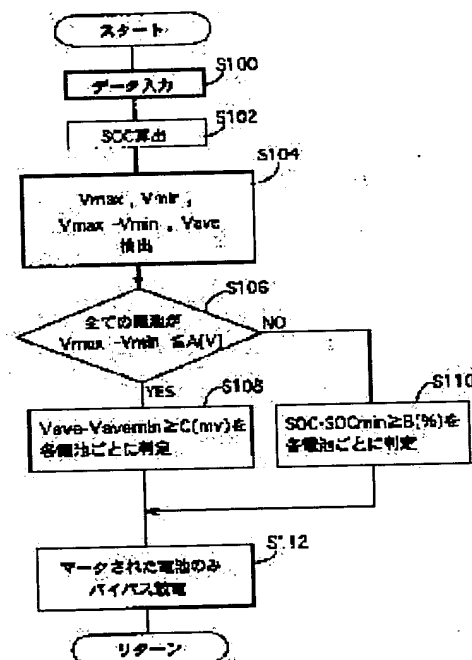 スタート
S100
データ入力
S102
SOC算出
S104
Vmax , Vmin ,
Vmax -Vmin , Vave
検出
S106
全ての電池が
Vmax -Vmin ≦A[V]
NO
YES
S108
Vave-Vavemin≧C(mv)を
各電池ごとに判定
S110
SOC-SOCmin≧B(%)を
各電池ごとに判定
S112
マークされた電池のみ
バイパス放電
リターン